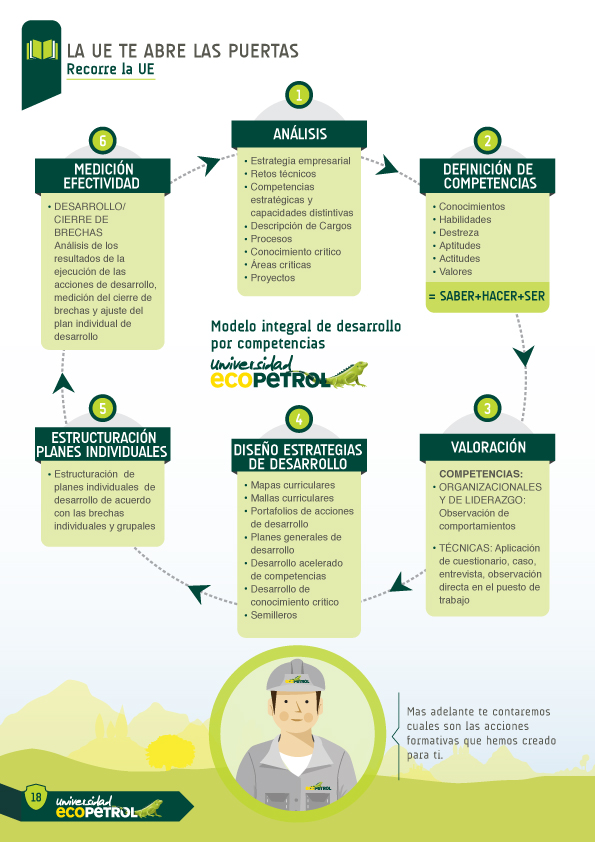 LA UE TE ABRE LAS PUERTAS
Recorre la UE
1
ANÁLISIS
• Estrategia empresarial
• Retos técnicos
• Competencias
estratégicas y
capacidades distintivas
• Descripción de Cargos
• Procesos
• Conocimiento crítico
• Áreas críticas
• Proyectos
2
DEFINICIÓN DE
COMPETENCIAS
• Conocimientos
• Habilidades
• Destreza
• Aptitudes
• Actitudes
• Valores
= SABER+HACER+SER
6
MEDICIÓN
EFECTIVIDAD
• DESARROLLO/
CIERRE DE
BRECHAS
Análisis de los
resultados de la
ejecución de las
acciones de desarrollo,
medición del cierre de
brechas y ajuste del
plan individual de
desarrollo
Modelo integral de desarrollo
por competencias
universidad
ecopetrol
3
VALORACIÓN
COMPETENCIAS:
• ORGANIZACIONALES
Y DE LIDERAZGO:
Observación de
comportamientos
• TÉCNICAS: Aplicación
de cuestionario, caso,
entrevista, observación
directa en el puesto de
trabajo
4
DISEÑO ESTRATEGIAS
DE DESARROLLO
• Mapas curriculares
• Mallas curriculares
• Portafolios de acciones
de desarrollo
• Planes generales de
desarrollo
• Desarrollo acelerado
de competencias
• Desarrollo de
conocimiento crítico
• Semilleros
5
ESTRUCTURACIÓN
PLANES INDIVIDUALES
• Estructuración de
planes individuales de
desarrollo de acuerdo
con las brechas
individuales y grupales
ecopetrol
ecopetrol
Mas adelante te contaremos
cuales son las acciones
formativas que hemos creado
para ti.
18
universidad
ecopetrol